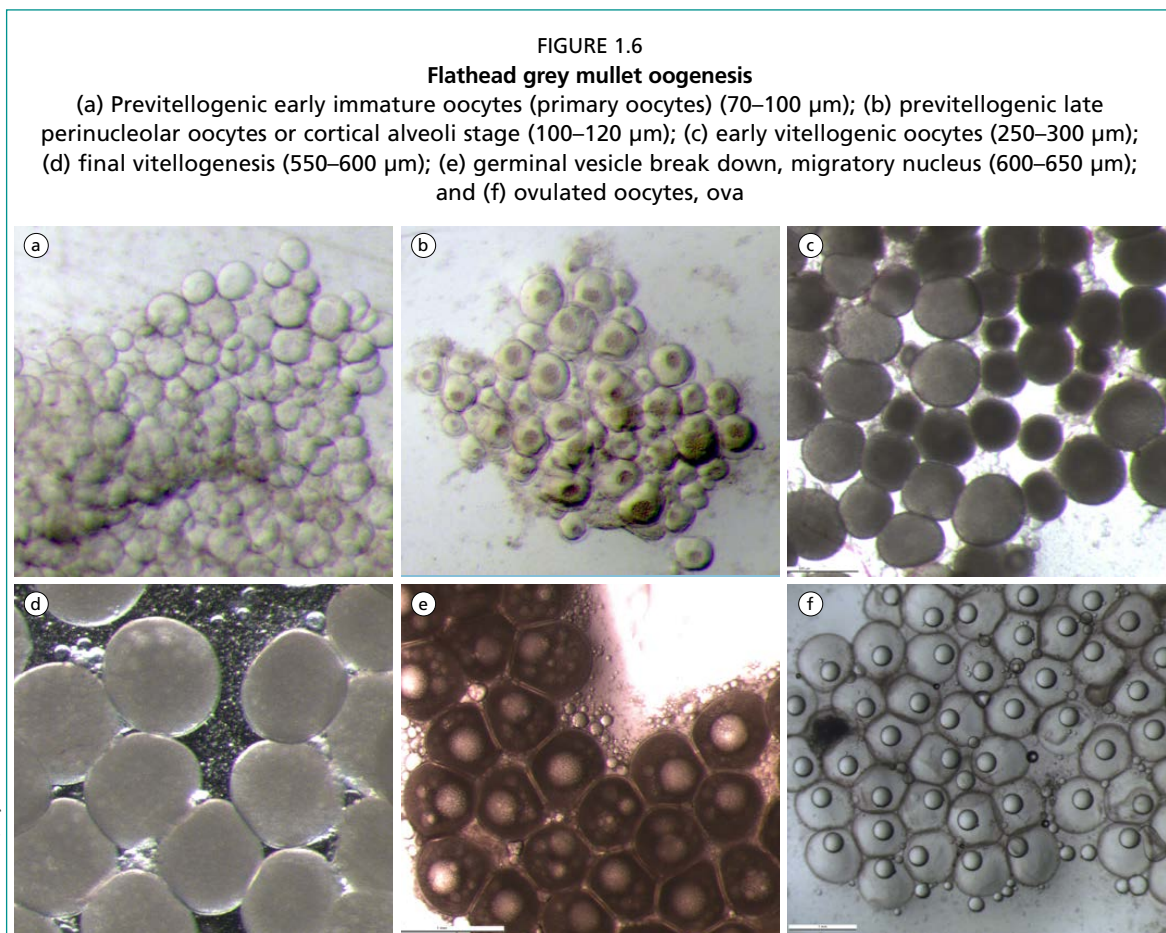 FIGURE 1.6
Flathead grey mullet oogenesis
(a) Previtellogenic early immature oocytes (primary oocytes) (70–100 µm); (b) previtellogenic late
perinucleolar oocytes or cortical alveoli stage (100–120 µm); (c) early vitellogenic oocytes (250–300 µm);
(d) final vitellogenesis (550–600 µm); (e) germinal vesicle break down, migratory nucleus (600–650 µm);
and (f) ovulated oocytes, ova
a
b
c
d
e
f